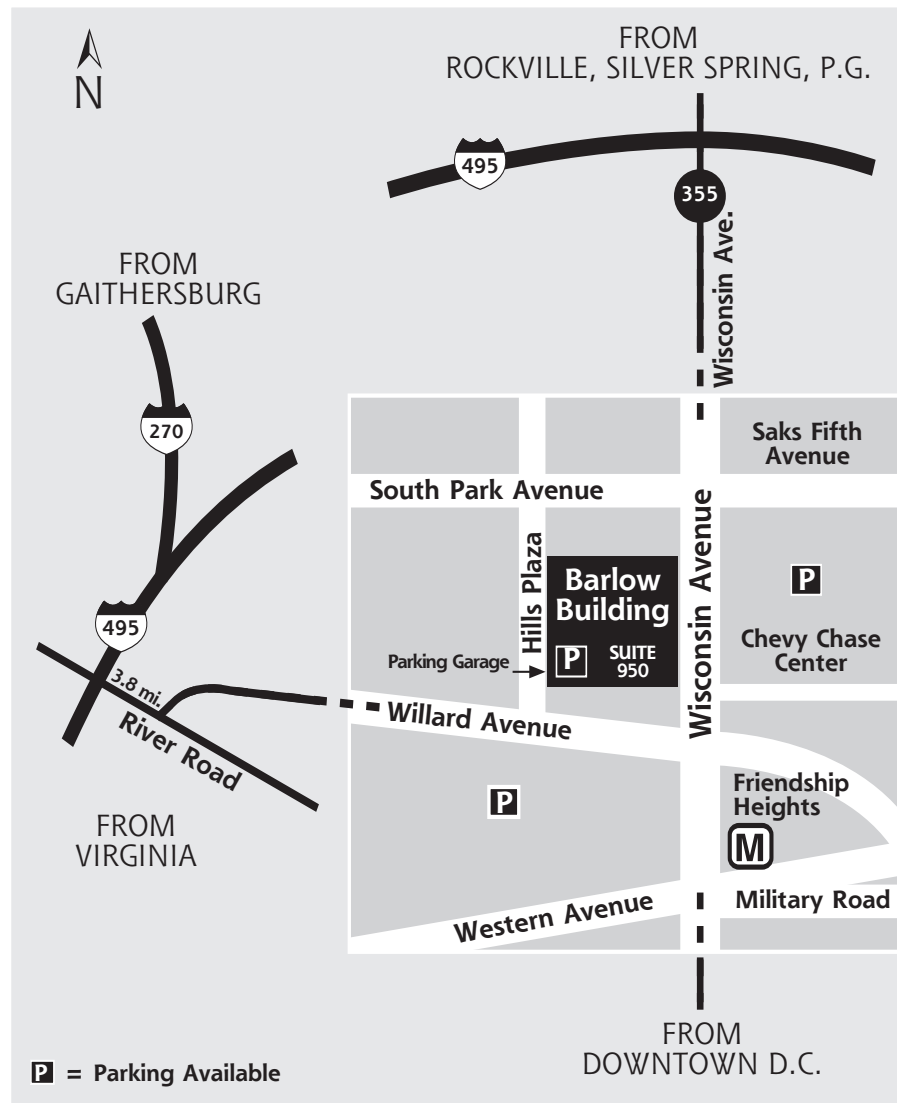 N
FROM
ROCKVILLE, SILVER SPRING, P.G.
495
355
Wisconsin Ave.
FROM
GAITHERSBURG
270
495
3.8 mi.
River Road
FROM
VIRGINIA
Saks Fifth
Avenue
South Park Avenue
Hills Plaza
Barlow
Building
P
SUITE
950
Parking Garage
Wisconsin Avenue
P
Chevy Chase
Center
Willard Avenue
P
Friendship
Heights
M
Western Avenue
Military Road
FROM
DOWNTOWN D.C.
P = Parking Available